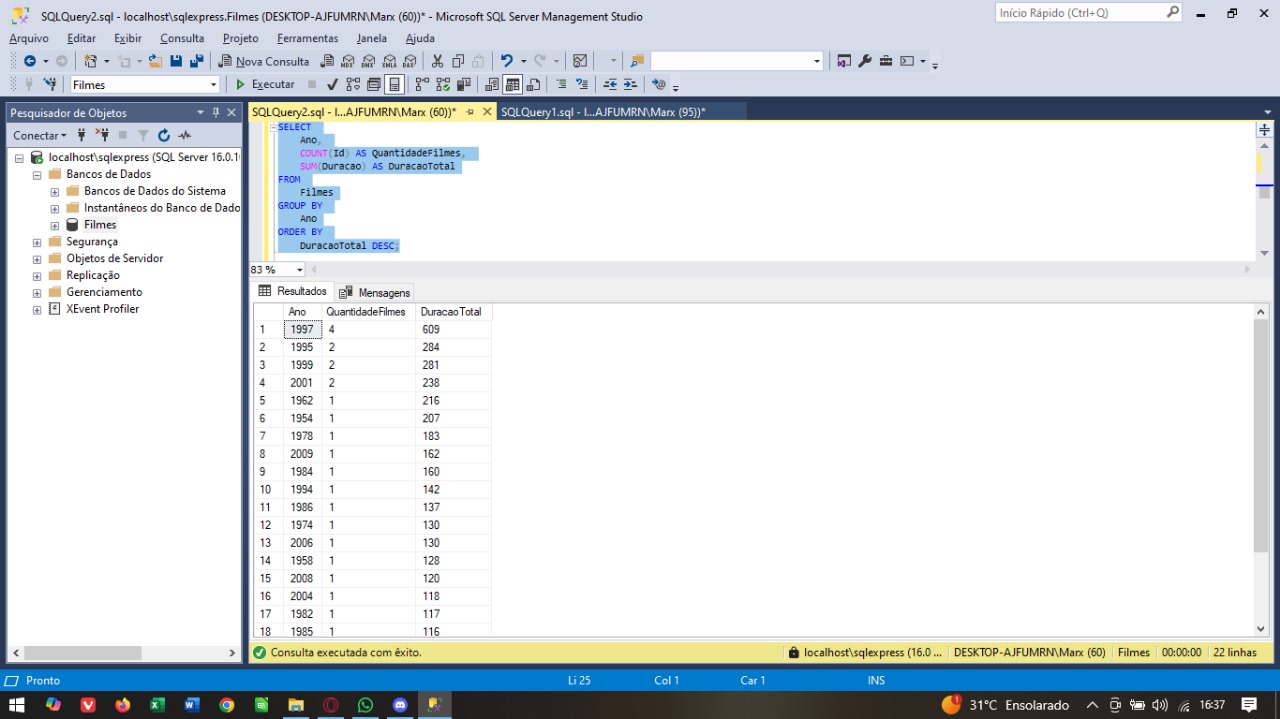 SQLQuery2.sql - localhost\sqlexpress.Filmes (DESKTOP-AJFUMRN\Marx (60))* - Microsoft SQL Server Management Studio
Início Rápido (Ctrl+Q)
Arquivo Editar Exibir Consulta Projeto Ferramentas Janela Ajuda
Nova Consulta
Filmes
Executar
Pesquisador de Objetos
Conectar
localhost\sqlexpress (SQL Server 16.0.1
Bancos de Dados
Bancos de Dados do Sistema
Instantâneos do Banco de Dado
Filmes
Segurança
Objetos de Servidor
Replicação
Gerenciamento
XEvent Profiler
SQLQuery2.sql - l...AJFUMRN\Marx (60))* SQLQuery1.sql - l...AJFUMRN\Marx (95))*
SELECT
Ano,
COUNT(Id) AS QuantidadeFilmes,
SUM(Duracao) AS DuracaoTotal
FROM
Filmes
GROUP BY
Ano
ORDER BY
DuracaoTotal DESC;
83 %
Resultados Mensagens
Ano QuantidadeFilmes DuracaoTotal
1 1997 4 609
2 1995 2 284
3 1999 2 281
4 2001 2 238
5 1962 1 216
6 1954 1 207
7 1978 1 183
8 2009 1 162
9 1984 1 160
10 1994 1 142
11 1986 1 137
12 1974 1 130
13 2006 1 130
14 1958 1 128
15 2008 1 120
16 2004 1 118
17 1982 1 117
18 1985 1 116
Consulta executada com êxito. localhost\sqlexpress (16.0 ... DESKTOP-AJFUMRN\Marx (60) Filmes 00:00:00 22 linhas
Pronto Li 25 Col 1 Car 1 INS
1 31°C Ensolarado 16:37